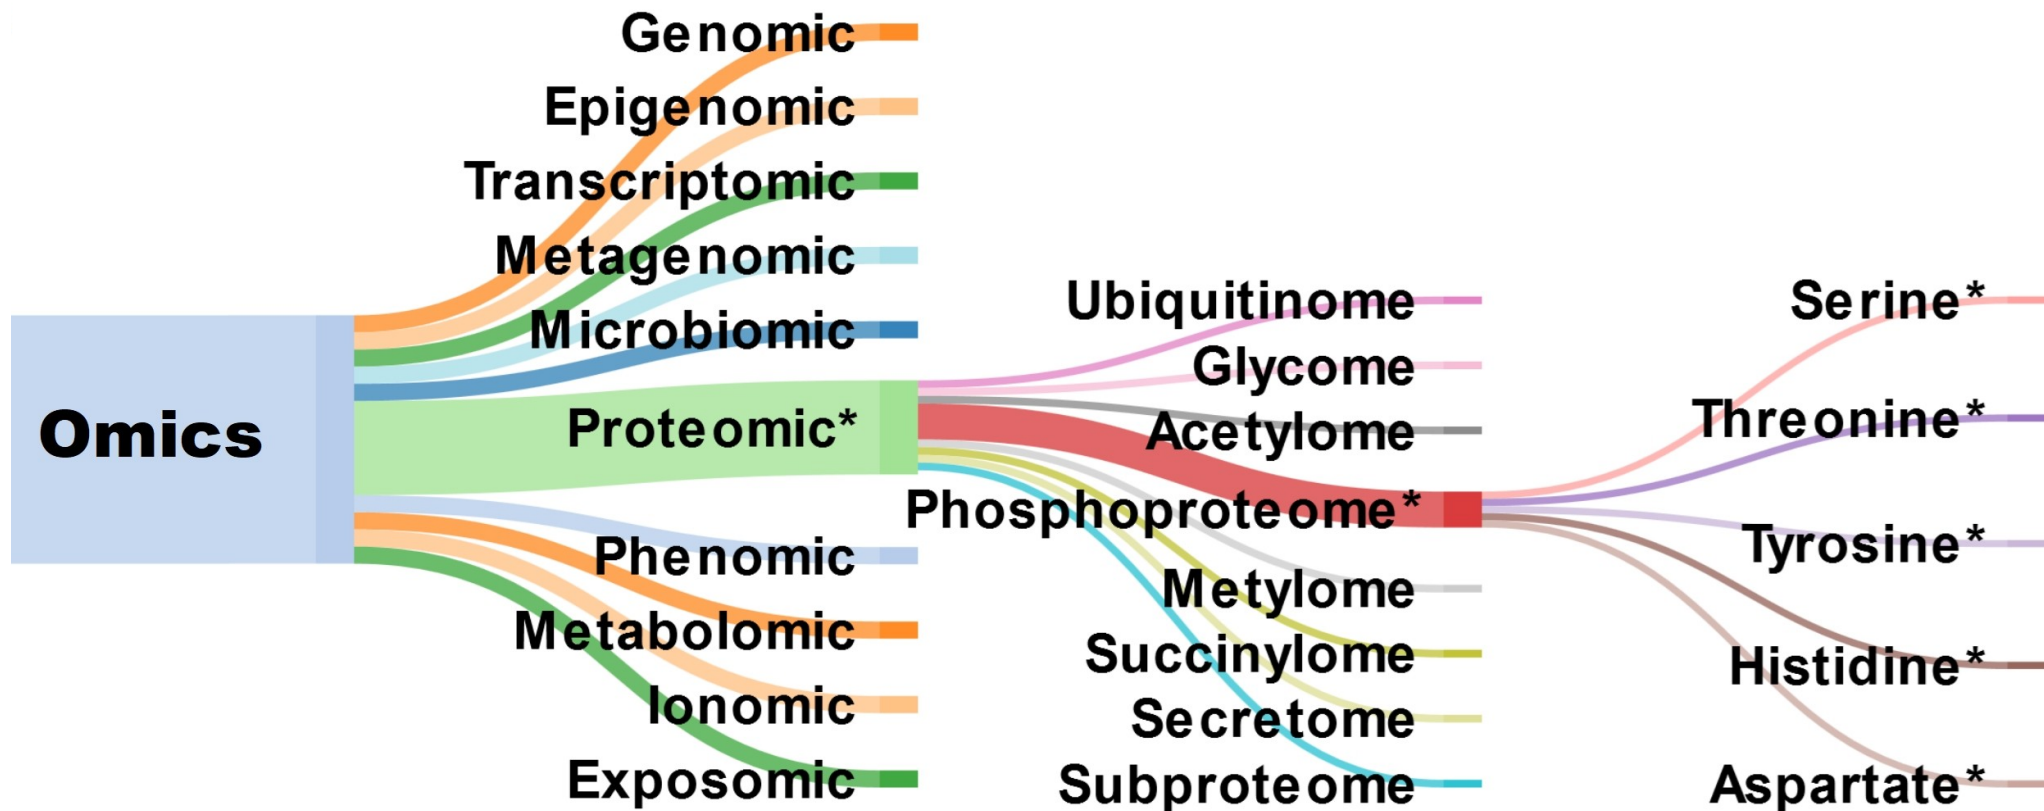 Omics
Genomic
Epigenomic
Transcriptomic
Metagenomic
Microbiomic
Proteomic*
Phenomic
Metabolomic
Ionomic
Exposomic
Ubiquitinome
Glycome
Acetylome
Phosphoproteome*
Metylome
Succinylome
Secretome
Subproteome
Serine*
Threonine*
Tyrosine*
Histidine*
Aspartate*